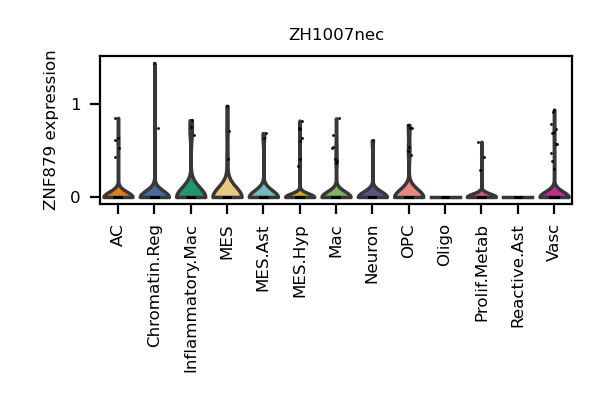 ZH1007nec
ZNF879 expression
1
0
AC
Chromatin.Reg
Inflammatory.Mac
MES
MES.Ast
MES.Hyp
Mac
Neuron
OPC
Oligo
Prolif.Metab
Reactive.Ast
Vasc